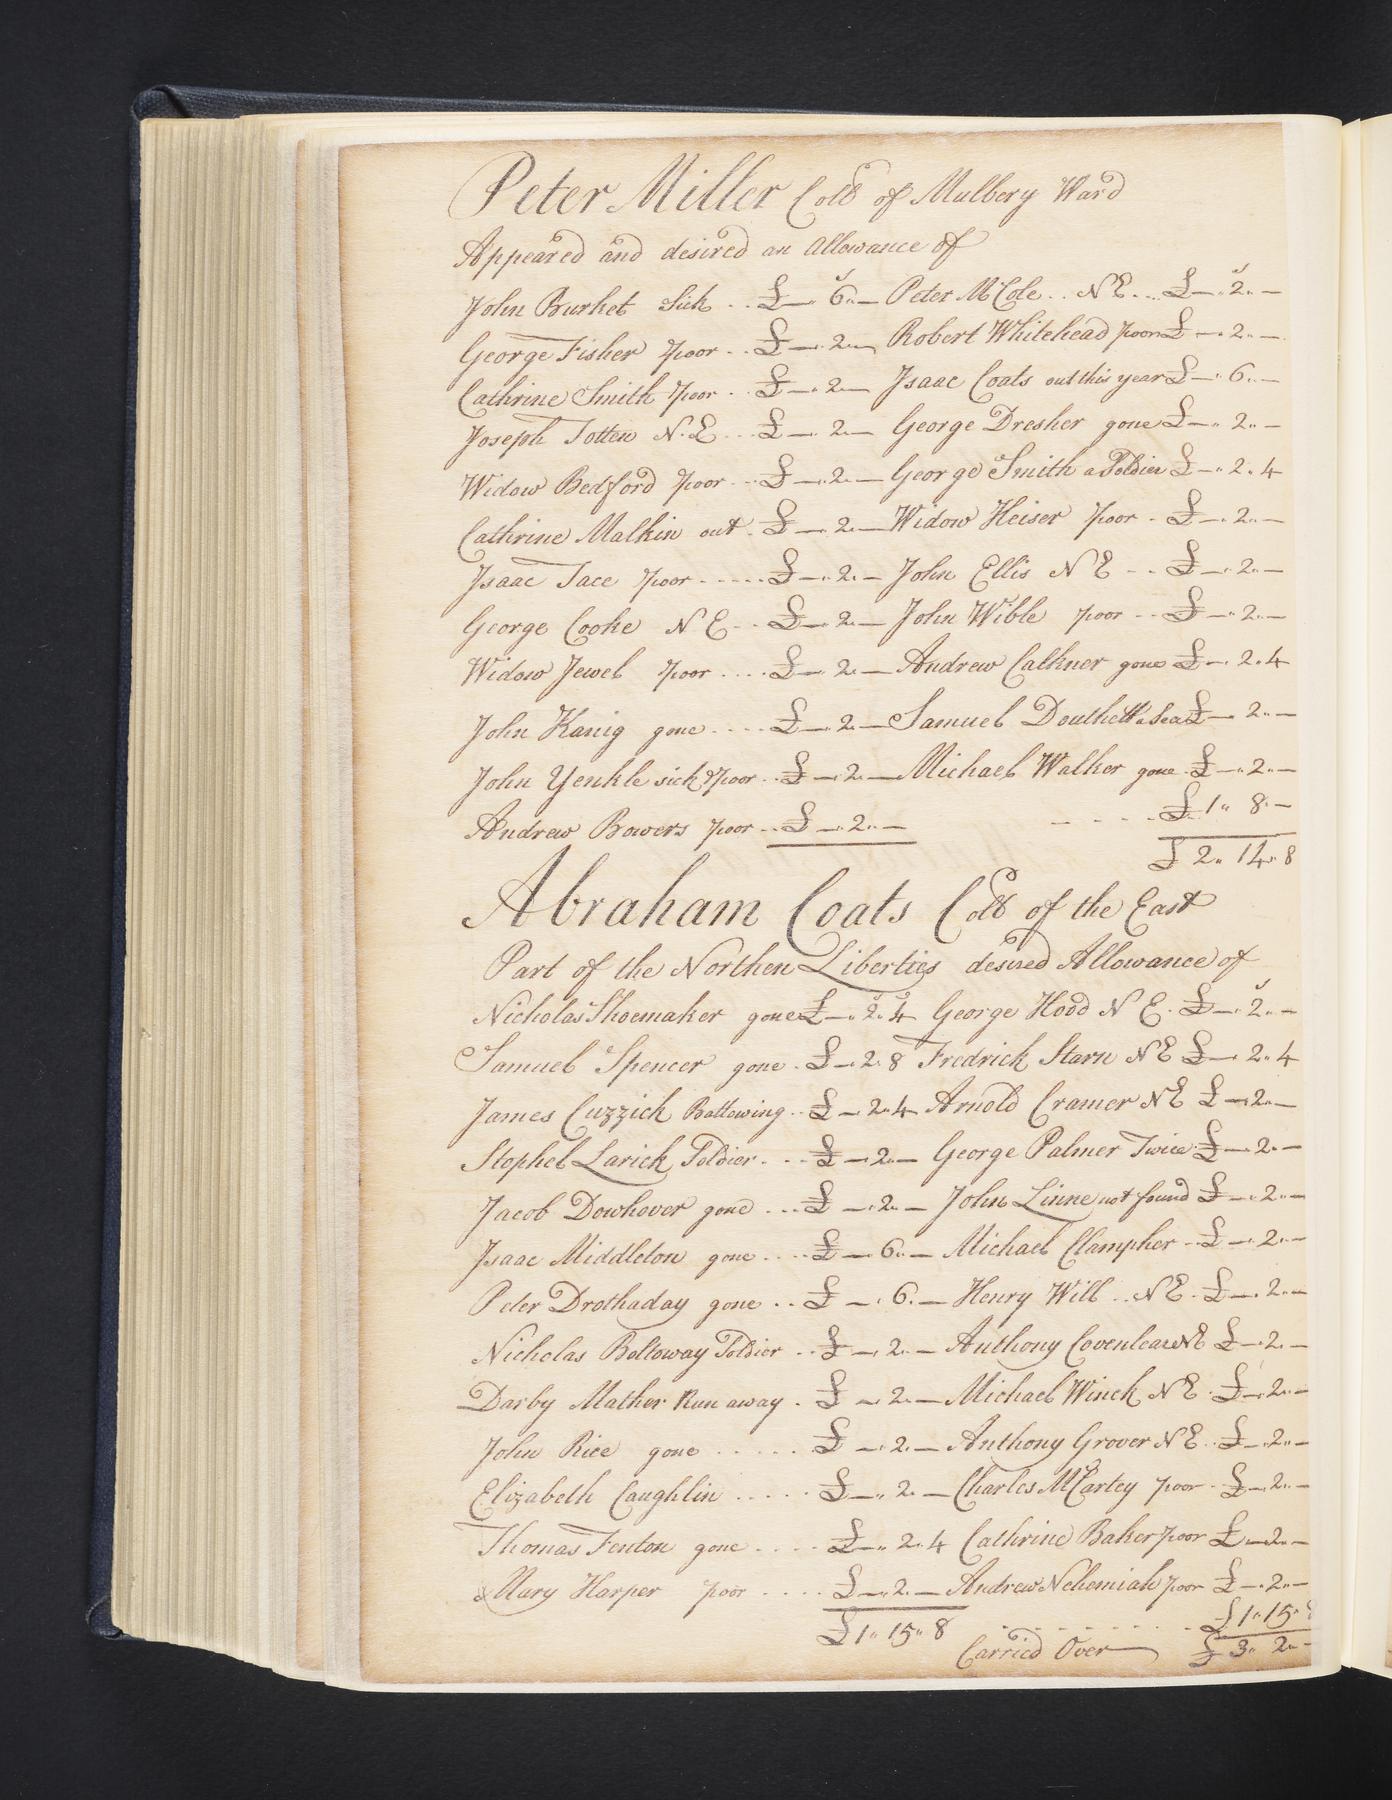 Peter Miller Coll.r of Mulbery Ward
Appeared and desired an Allowance of
John Burket Sick .. £ — " 6 " — Peter McCole .. N E ... £ — " 2 " —
George Fisher poor .. £ — " 2 " — Robert Whitehead poor £ — " 2 " —
Cathrine Smith poor .. £ — " 2 — Isaac Coats out this year £ — " 6 " —
Joseph Totten N. E ... £ — " 2 — George Dresher gone £ — " 2 " —
Widow Bedford poor ... £ — " 2 — George Smith a Soldier £ — " 2 " 4
Cathrine Malkin out . £ — " 2 — Widow Heiser poor . £ — " 2 " —
Isaac Tace poor ..... £ — " 2 " — John Ellis N E .. £ — " 2 " —
George Cooke N E .. £ — " 2 " — John Wible poor .. £ — " 2 " —
Widow Jewel poor .... £ — " 2 " — Andrew Calkner gone £ — " 2 " 4
John Kanig gone .... £ — " 2 — Samuel Douthett a Sea £ — " 2 " —
John Yenkle sick & poor .. £ — " 2 — Michael Walker gone . £ — " 2 " —
Andrew Bowers poor .. £ — " 2 " — .... £ 1 " 8 " —
£ 2 " 14 " 8
Abraham Coats Coll.r of the East
Part of the Northen Liberties desired Allowance of
Nicholas Shoemaker gone £ — " 2 " 4 George Hood N E . £ — " 2 " —
Samuel Spencer gone . £ — 2 " 8 Fredrick Starn N E £ — " 2 " 4
James Cuzzick Battowing .. £ — 2 " 4 Arnold Cramer N E £ — 2 " —
Stophel Larick Soldier ... £ — " 2 " — George Palmer Twice £ — " 2 " —
Jacob Dowhover gone ... £ — " 2 " — John Linne not found £ — " 2 " —
Isaac Middleton gone .... £ — " 6 " — Michael Clampher .. £ — " 2 " —
Peter Drothaday gone .. £ — " 6 " — Henry Will .. N E . £ — " 2 " —
Nicholas Bolloway Soldier .. £ — " 2 " — Anthony N E £ — " 2 " —
Darby Mather Run away . £ — " 2 " — Michael Winck N E . £ — " 2 " —
John Rice gone ..... £ — " 2 " — Anthony Grover N E .. £ — " 2 " —
Elizabeth Caughlin ..... £ — " 2 — Charles McCartey poor . £ — " 2 " —
Thomas Fenton gone .... £ — " 2 " 4 Cathrine Baker poor £ — " 2 " —
& Mary Harper poor .... £ — " 2 — Andrew Nehemiah poor £ — " 2 " —
£ 1 " 15 " 8 ........ £ 1 " 15 " 8
Carried Over — £ 3 " 2 " —